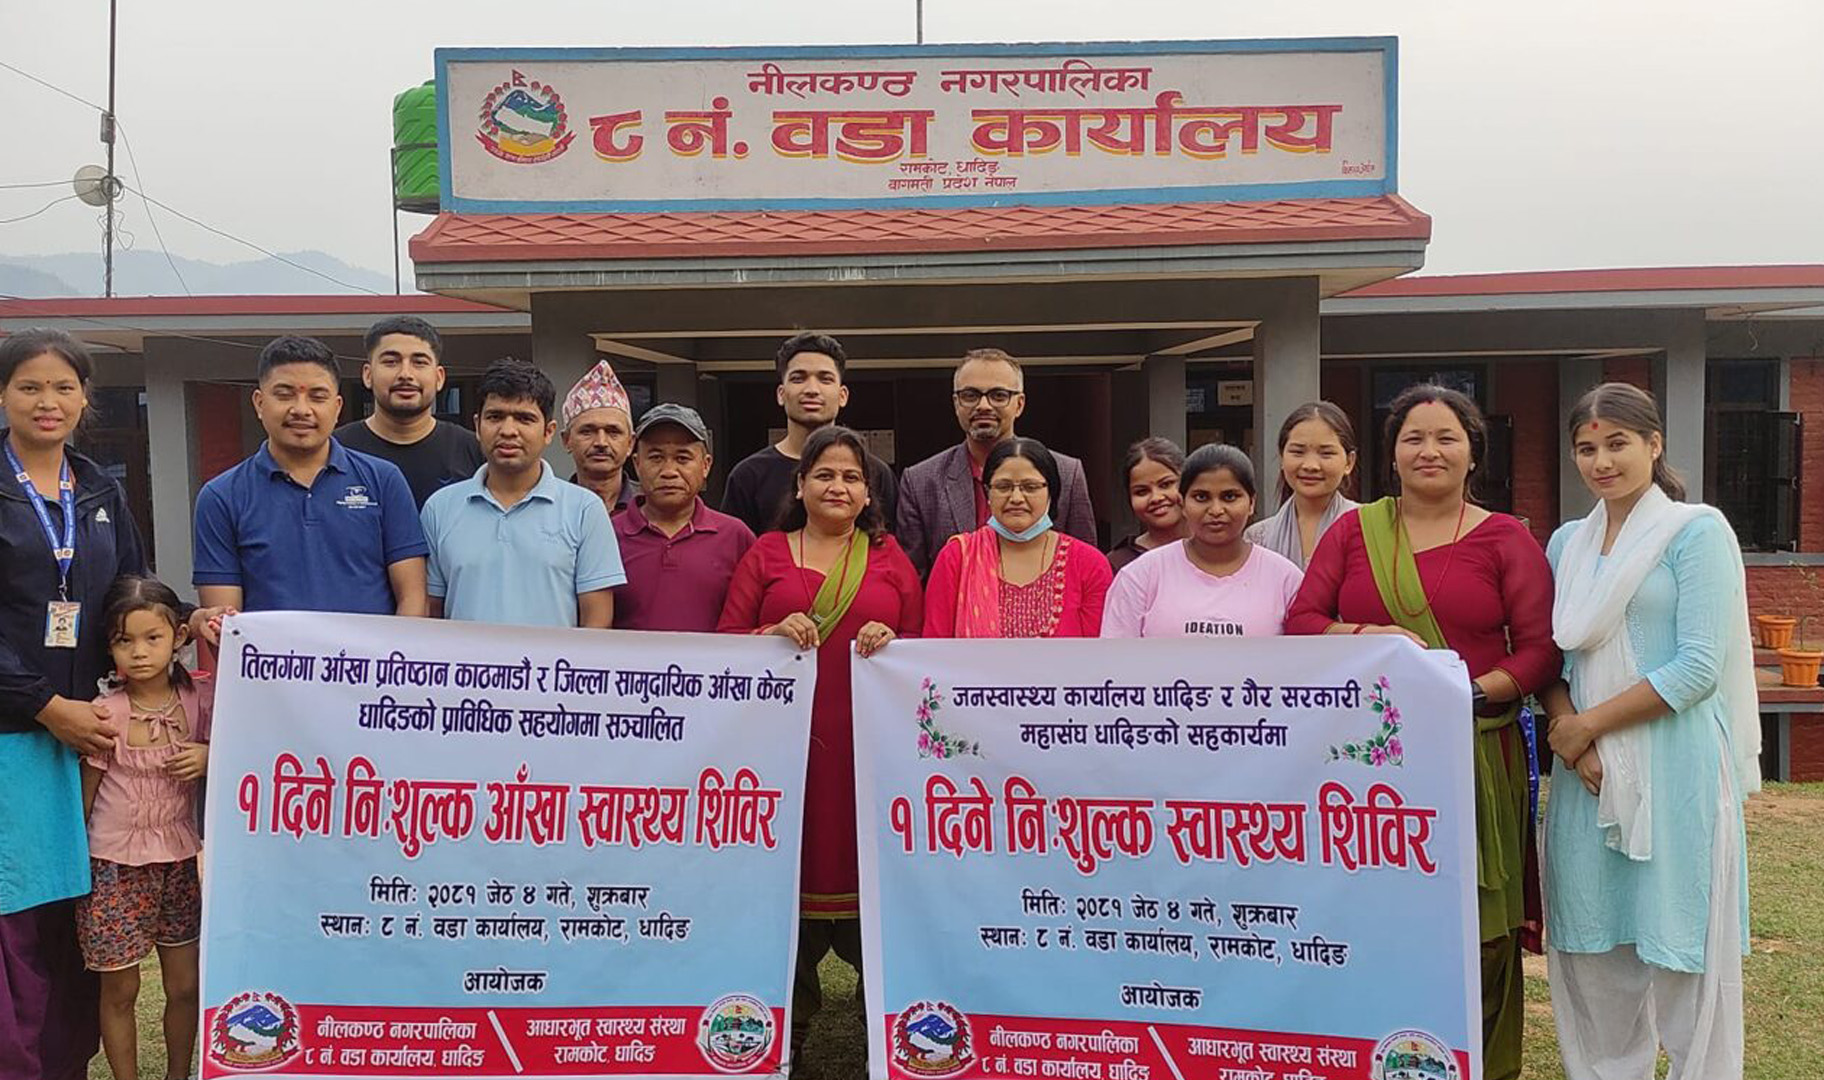 नीलकण्ठ नगरपालिका
८ नं. वडा कार्यालय
रामकोट, धादिङ
बागमती प्रदेश नेपाल
तिलगंगा आँखा प्रतिष्ठान काठमाडौ र जिल्ला सामुदायिक आँखा केन्द्र
धादिङको प्राविधिक सहयोगमा सञ्चालित
१ दिने निःशुल्क आँखा स्वास्थ्य शिविर
मितिः २०८१ जेठ ४ गते, शुक्रबार
स्थानः ८ नं. वडा कार्यालय, रामकोट, धादिङ
आयोजक
नीलकण्ठ नगरपालिका
८ नं. वडा कार्यालय, धादिङ
आधारभूत स्वास्थ्य संस्था
रामकोट, धादिङ
जनस्वास्थ्य कार्यालय धादिङ र गैर सरकारी
महासंघ धादिङको सहकार्यमा
१ दिने निःशुल्क स्वास्थ्य शिविर
मितिः २०८१ जेठ ४ गते, शुक्रबार
स्थानः ८ नं. वडा कार्यालय, रामकोट, धादिङ
आयोजक
नीलकण्ठ नगरपालिका
८ नं. वडा कार्यालय, धादिङ
आधारभूत स्वास्थ्य संस्था
रामकोट, धादिङ
IDEATION